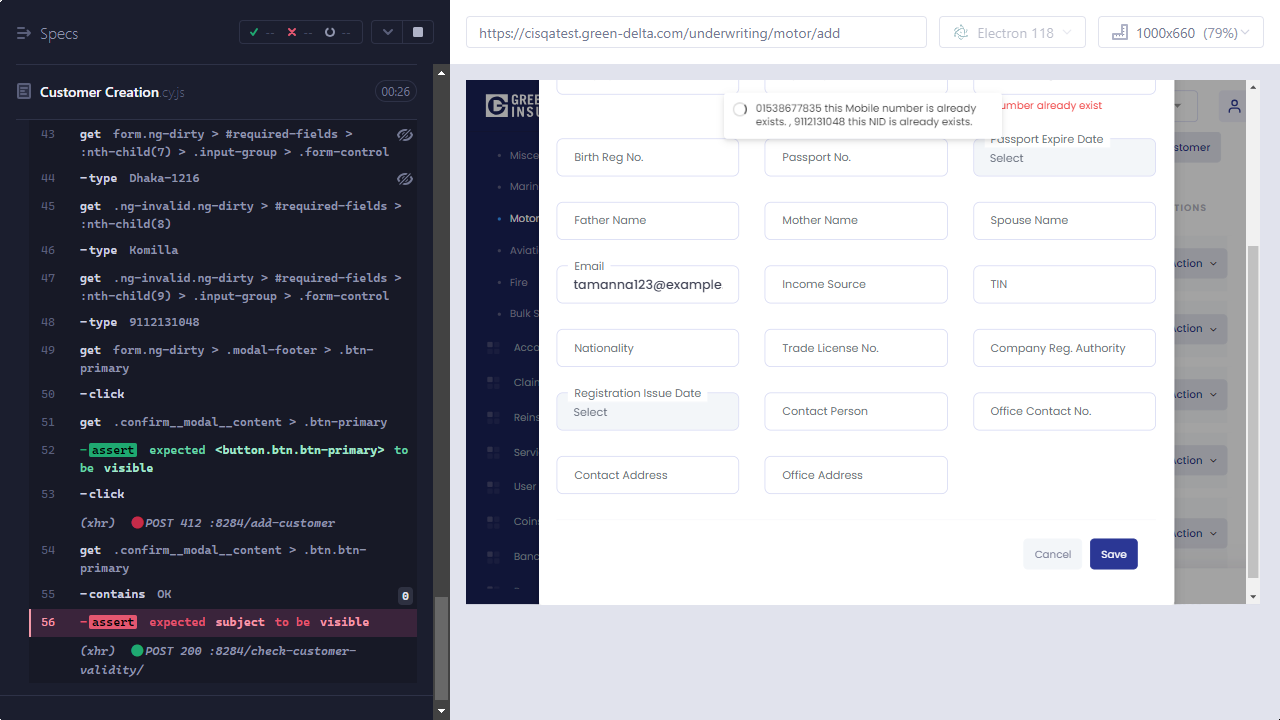 Specs
-- -- --
https://cisqatest.green-delta.com/underwriting/motor/add
Electron 118
1000x660 (79%)
Customer Creation.cy.js
00:26
43 get form.ng-dirty > #required-fields >
:nth-child(7) > .input-group > .form-control
44 -type Dhaka-1216
45 get .ng-invalid.ng-dirty > #required-fields >
:nth-child(8)
46 -type Komilla
47 get .ng-invalid.ng-dirty > #required-fields >
:nth-child(9) > .input-group > .form-control
48 -type 9112131048
49 get form.ng-dirty > .modal-footer > .btn-
primary
50 -click
51 get .confirm__modal__content > .btn-primary
52 -assert expected <button.btn.btn-primary> to
be visible
53 -click
(xhr) POST 412 :8284/add-customer
54 get .confirm__modal__content > .btn.btn-
primary
55 -contains OK 0
56 -assert expected subject to be visible
(xhr) POST 200 :8284/check-customer-
validity/
GREE
INSU
Misce
Marin
Motor
Aviati
Fire
Bulk S
Acco
Claim
Reins
Servi
User
Coins
Banc
01538677835 this Mobile number is already
exists. , 9112131048 this NID is already exists.
umber already exist
Birth Reg No.
Passport No.
Passport Expire Date
Select
Father Name
Mother Name
Spouse Name
Email
tamanna123@example
Income Source
TIN
Nationality
Trade License No.
Company Reg. Authority
Registration Issue Date
Select
Contact Person
Office Contact No.
Contact Address
Office Address
Cancel
Save
stomer
TIONS
ction
ction
ction
ction
ction